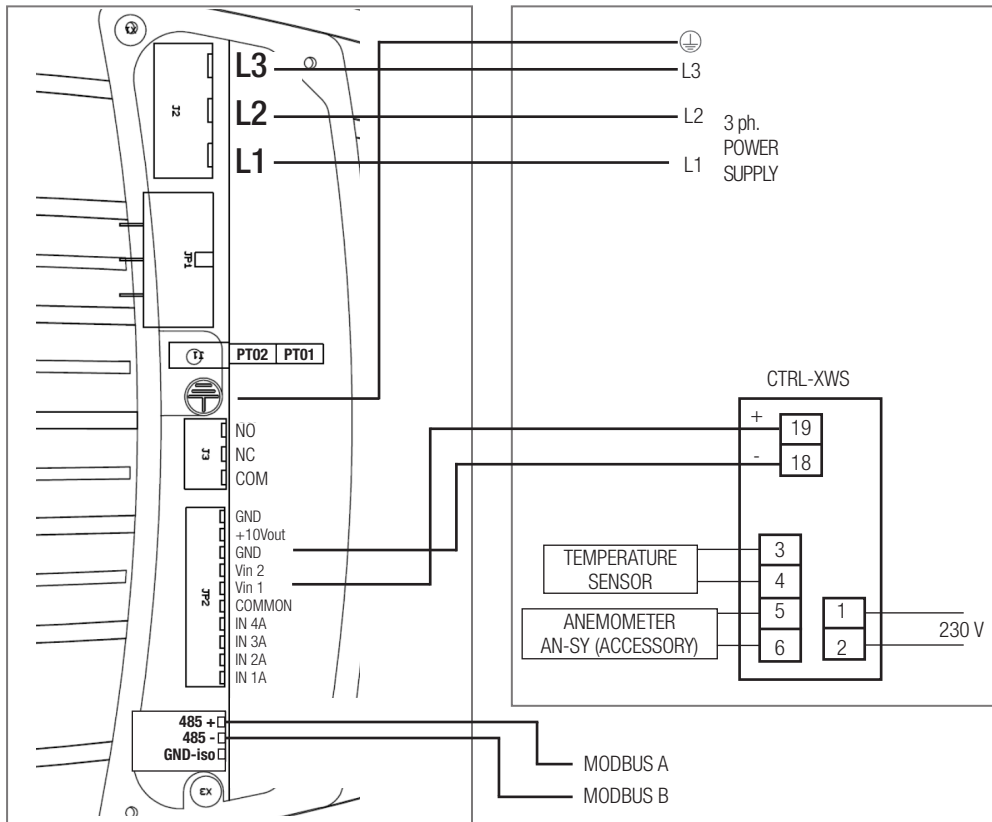 L3
L2
L1
J2
JP1
T1
PT02 PT01
J3
NO
NC
COM
JP2
GND
+10Vout
GND
Vin 2
Vin 1
COMMON
IN 4A
IN 3A
IN 2A
IN 1A
485 +
485 -
GND-iso
EX
L3
L2
L1
3 ph.
POWER
SUPPLY
CTRL-XWS
+
19
-
18
TEMPERATURE
SENSOR
3
4
ANEMOMETER
AN-SY (ACCESSORY)
5
6
1
2
230 V
MODBUS A
MODBUS B